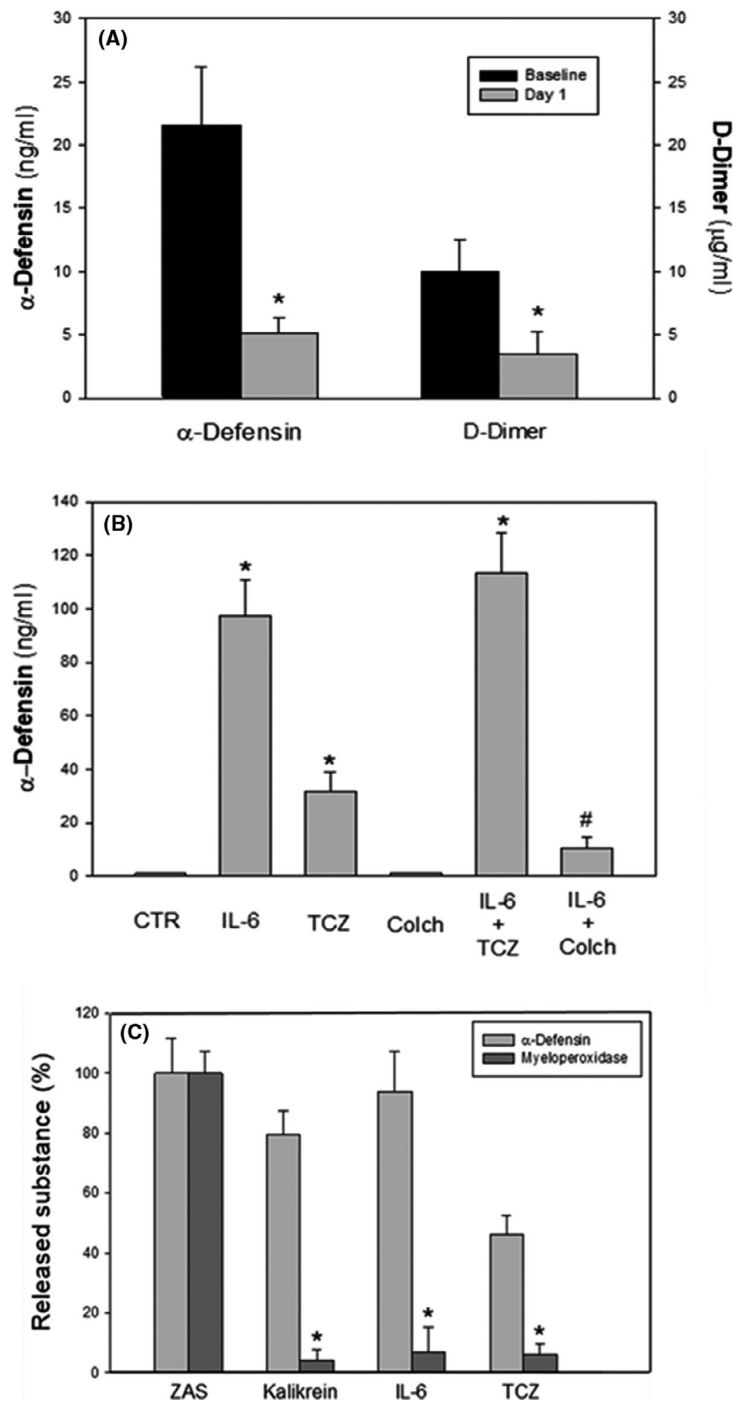 (A)
30
25
20
15
10
5
0
α-Defensin (ng/ml)
Baseline
Day 1
*
*
30
25
20
15
10
5
0
D-Dimer (µg/ml)
α-Defensin D-Dimer
(B)
140
120
100
80
60
40
20
0
α–Defensin (ng/ml)
*
*
*
#
CTR IL-6 TCZ Colch IL-6 + TCZ IL-6 + Colch
(C)
120
100
80
60
40
20
0
Released substance (%)
α-Defensin
Myeloperoxidase
*
*
*
ZAS Kalikrein IL-6 TCZ